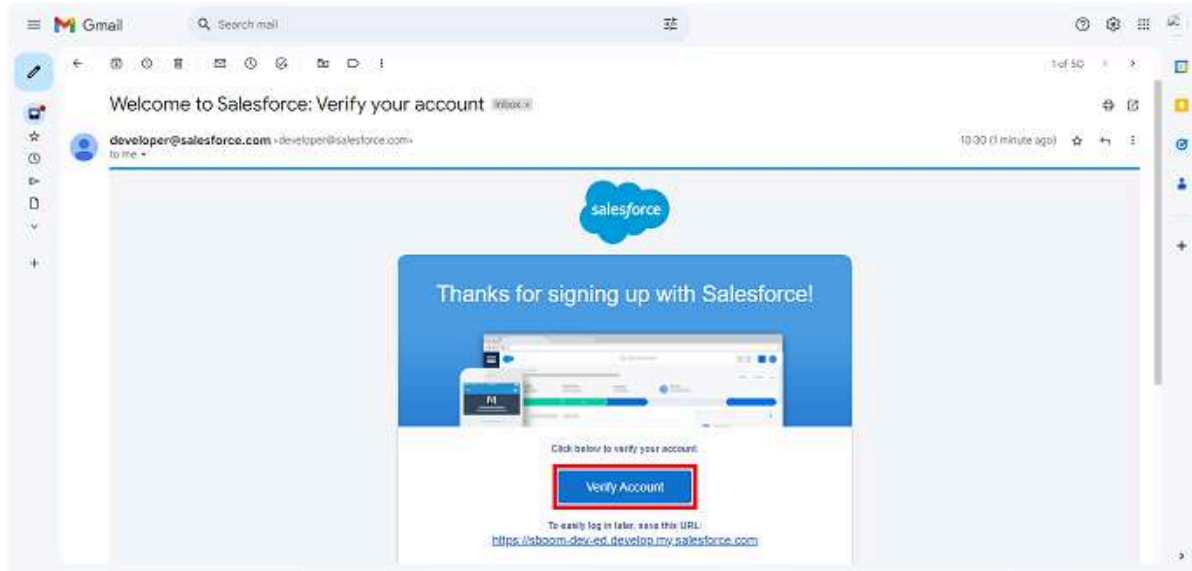 Gmail
Search mail
1 of 50
Welcome to Salesforce: Verify your account Inbox x
developer@salesforce.com <developer@salesforce.com>
10:30 (1 minute ago)
to me
salesforce
Thanks for signing up with Salesforce!
Click below to verify your account.
Verify Account
To easily log in later, save this URL:
https://sboom-dev-ed.develop.my.salesforce.com